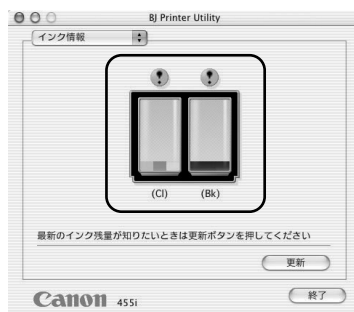 BJ Printer Utility
インク情報
(Cl) (Bk)
最新のインク残量が知りたいときは更新ボタンを押してください
更新
Canon 455i
終了